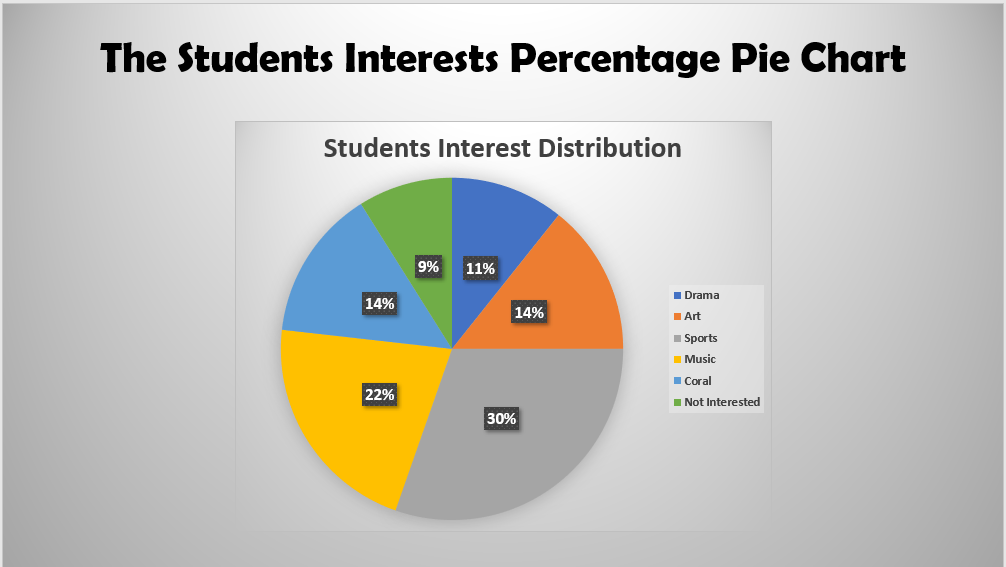 The Students Interests Percentage Pie Chart
Students Interest Distribution
9%
11%
14%
14%
22%
30%
Drama
Art
Sports
Music
Coral
Not Interested